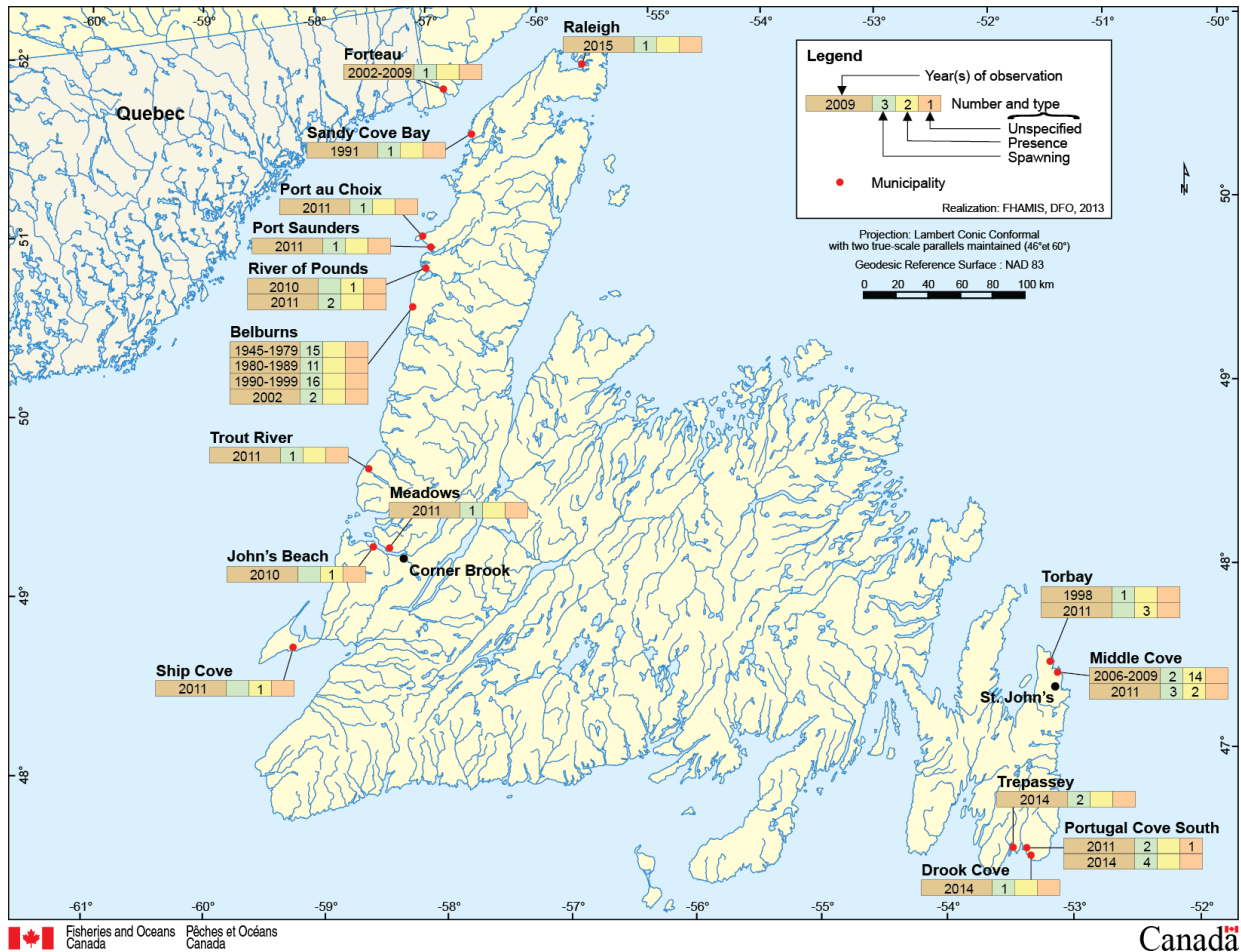 -60° -59° -58° -57° -56° -55° -54° -53° -52° -51° -50°
52°
51°
50°
49°
48°
50°
49°
48°
47°
-61° -60° -59° -58° -57° -56° -55° -54° -53° -52°
Quebec
Raleigh
2015 1
Forteau
2002-2009 1
Sandy Cove Bay
1991 1
Port au Choix
2011 1
Port Saunders
2011 1
River of Pounds
2010 1
2011 2
Belburns
1945-1979 15
1980-1989 11
1990-1999 16
2002 2
Trout River
2011 1
Meadows
2011 1
John's Beach
2010 1
Corner Brook
Ship Cove
2011 1
Torbay
1998 1
2011 3
Middle Cove
2006-2009 2 14
2011 3 2
St. John's
Trepassey
2014 2
Portugal Cove South
2011 2 1
2014 4
Drook Cove
2014 1
Legend
Year(s) of observation
2009 3 2 1 Number and type
Unspecified
Presence
Spawning
Municipality
Realization: FHAMIS, DFO, 2013
N
Projection: Lambert Conic Conformal
with two true-scale parallels maintained (46°et 60°)
Geodesic Reference Surface : NAD 83
0 20 40 60 80 100 km
Fisheries and Oceans Pêches et Océans
Canada Canada
Canada